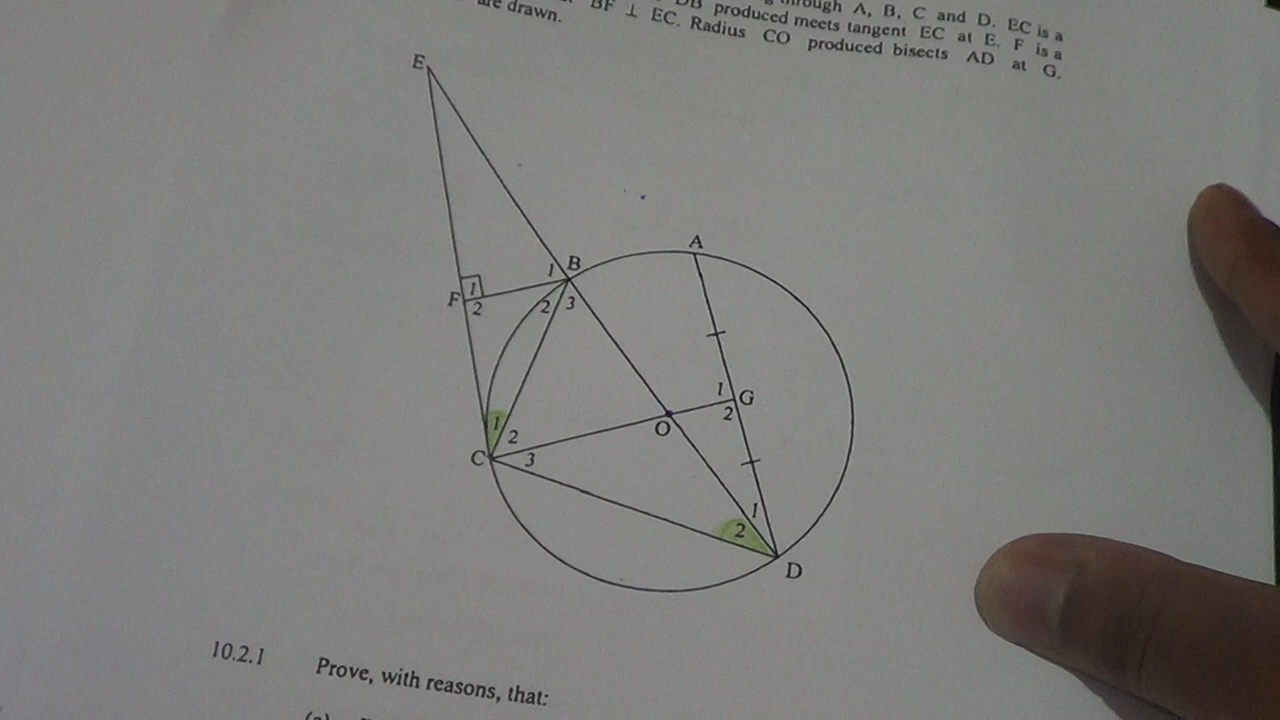 through A, B, C and D. EC is a
DB produced meets tangent EC at E. F is a
BF ⊥ EC. Radius CO produced bisects AD at G.
are drawn.
E
A
1 B
F 1
2
2 3
1 G
2
O
1
2
C 3
1
2
D
10.2.1 Prove, with reasons, that: